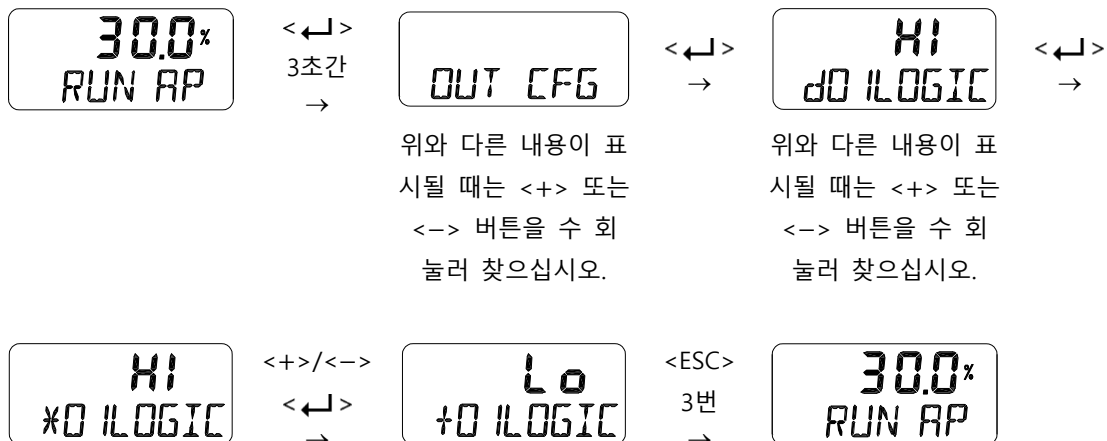 30.0%
RUN AP
<↵>
3초간
→
OUT CFG
<↵>
→
HI
dO 1LOGIC
<↵>
→
위와 다른 내용이 표
시될 때는 <+> 또는
<−> 버튼을 수 회
눌러 찾으십시오.
위와 다른 내용이 표
시될 때는 <+> 또는
<−> 버튼을 수 회
눌러 찾으십시오.
HI
*O 1LOGIC
<+>/<−>
<↵>
→
Lo
+O 1LOGIC
<ESC>
3번
→
30.0%
RUN AP